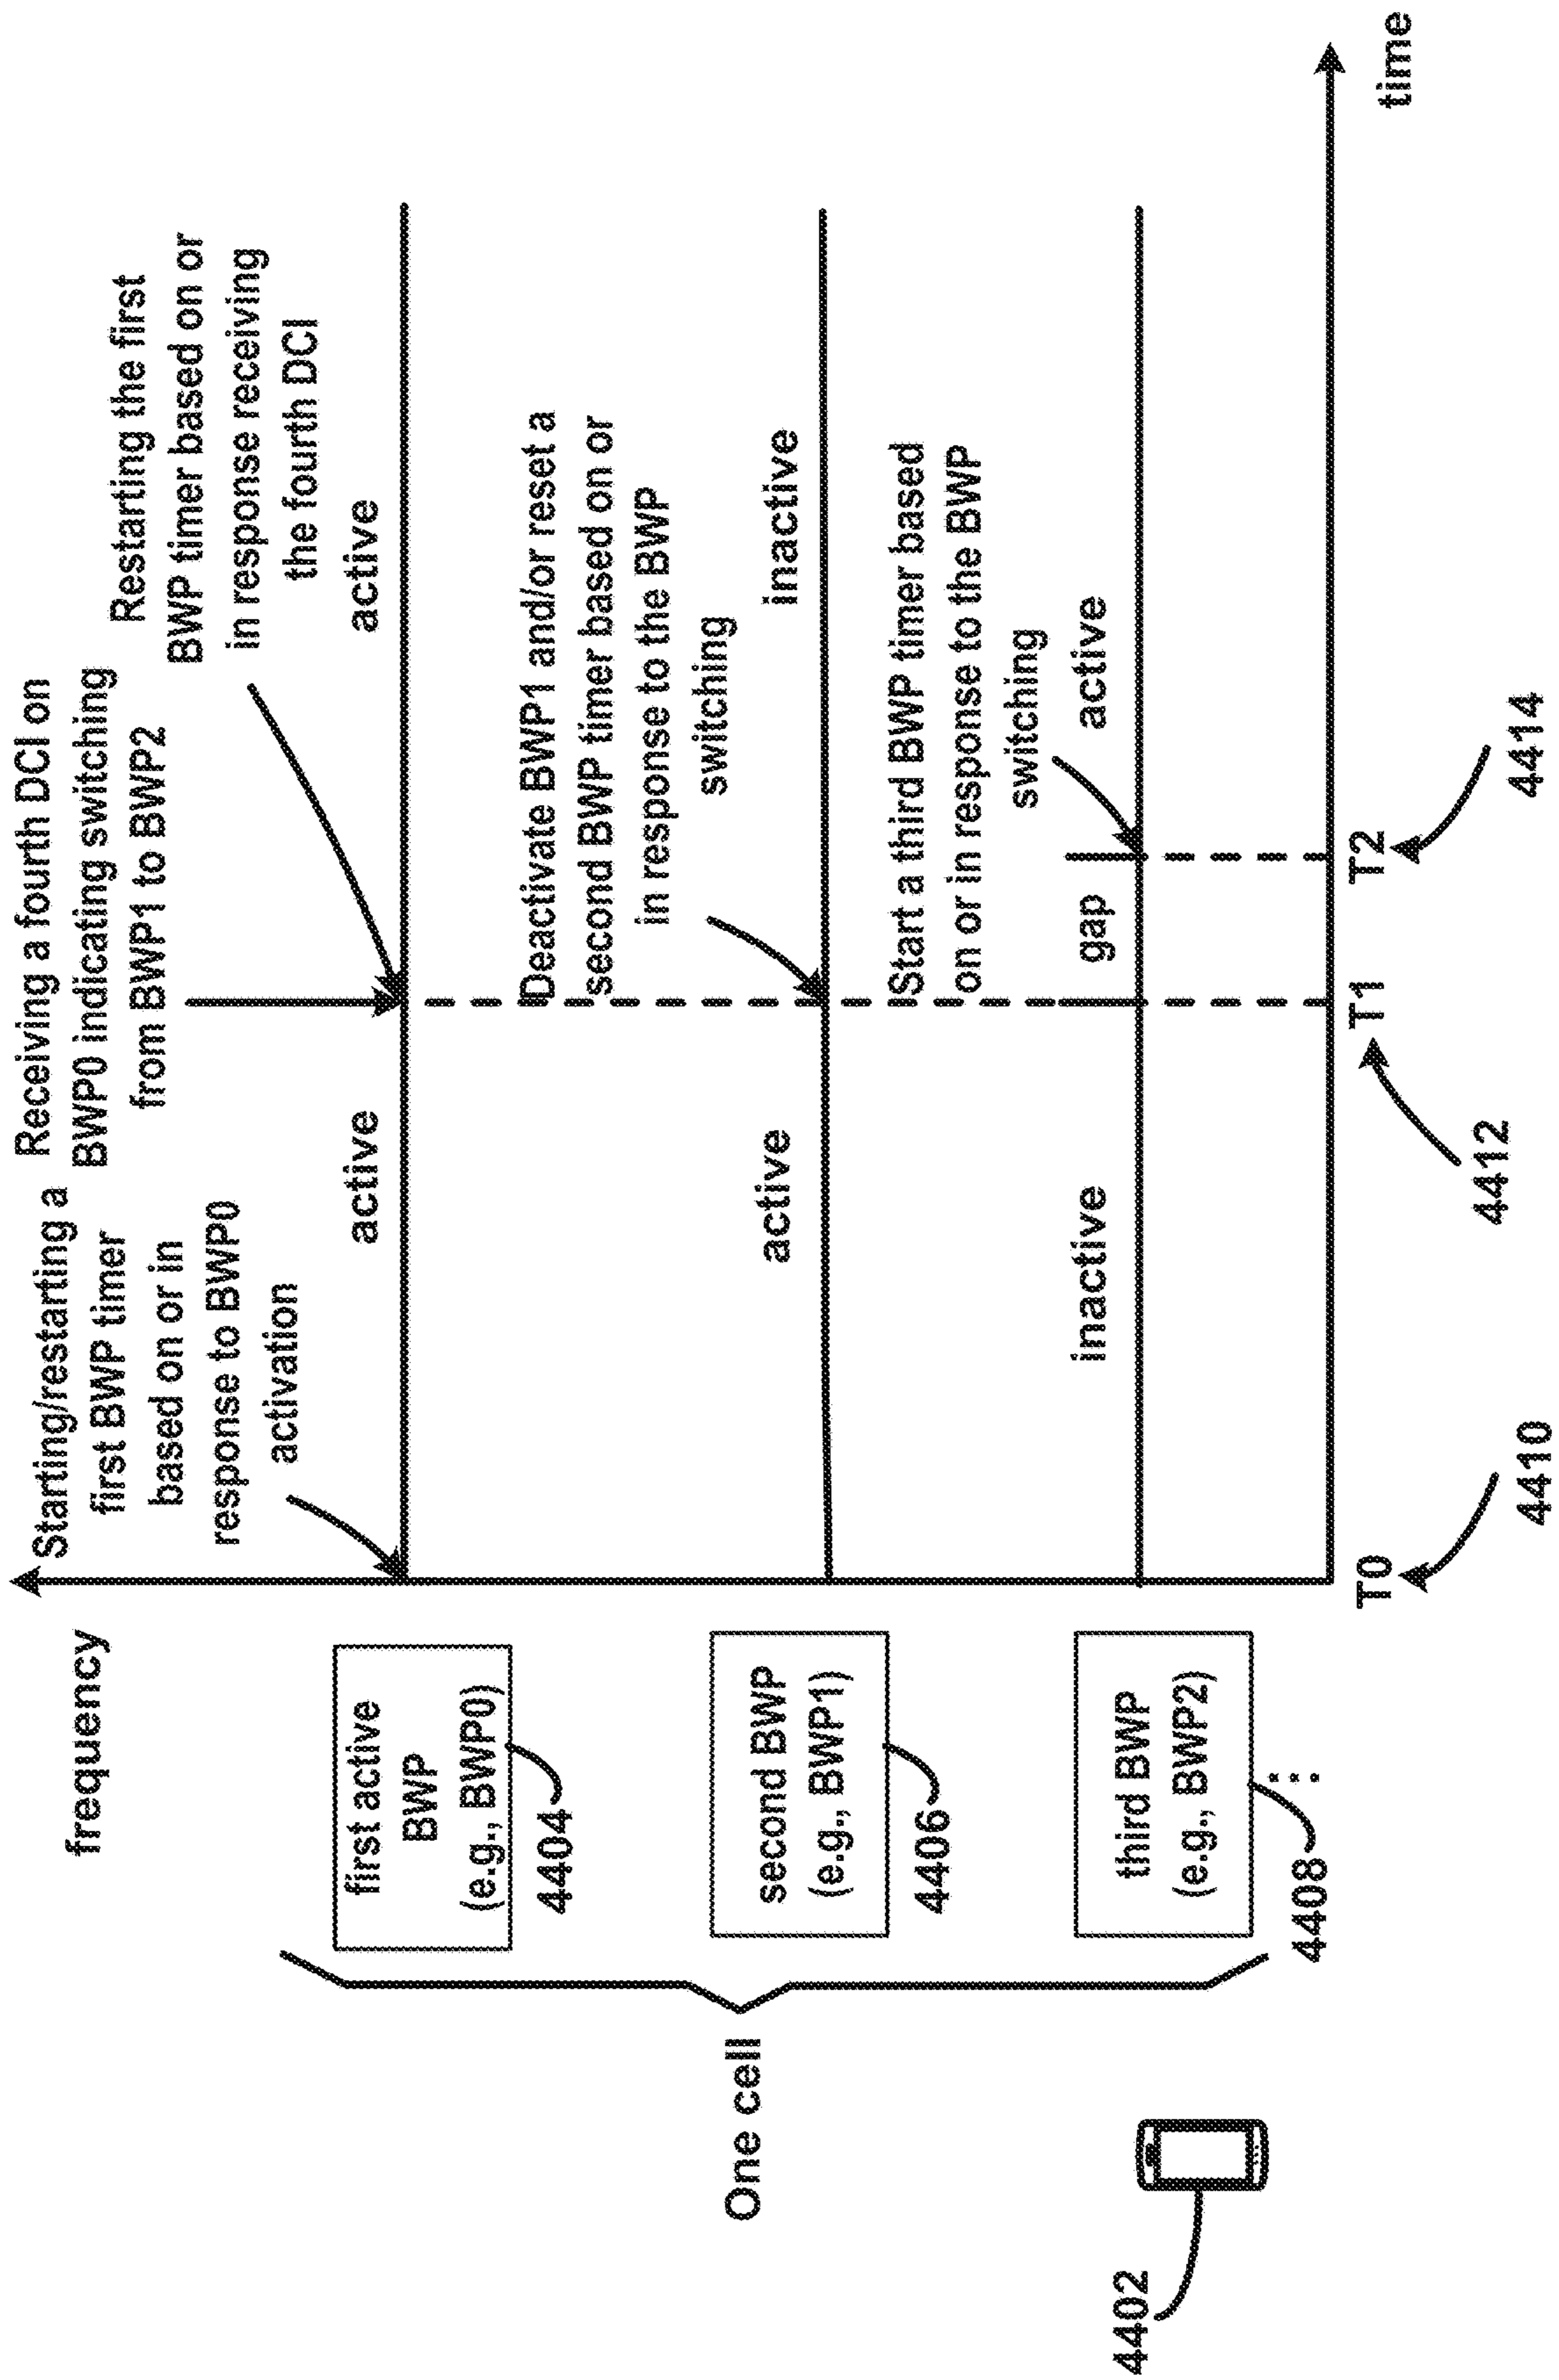 frequency
Starting/restarting a
first BWP timer
based on or in
response to BWP0
activation
Receiving a fourth DCI on
BWP0 indicating switching
from BWP1 to BWP2
Restarting the first
BWP timer based on or
in response receiving
the fourth DCI
active
active
first active
BWP
(e.g., BWP0)
4404
Deactivate BWP1 and/or reset a
second BWP timer based on or
in response to the BWP
switching
active
inactive
One cell
second BWP
(e.g., BWP1)
4406
Start a third BWP timer based
on or in response to the BWP
switching
inactive
gap
active
third BWP
(e.g., BWP2)
4408
4402
T0
T1
T2
time
4410
4412
4414